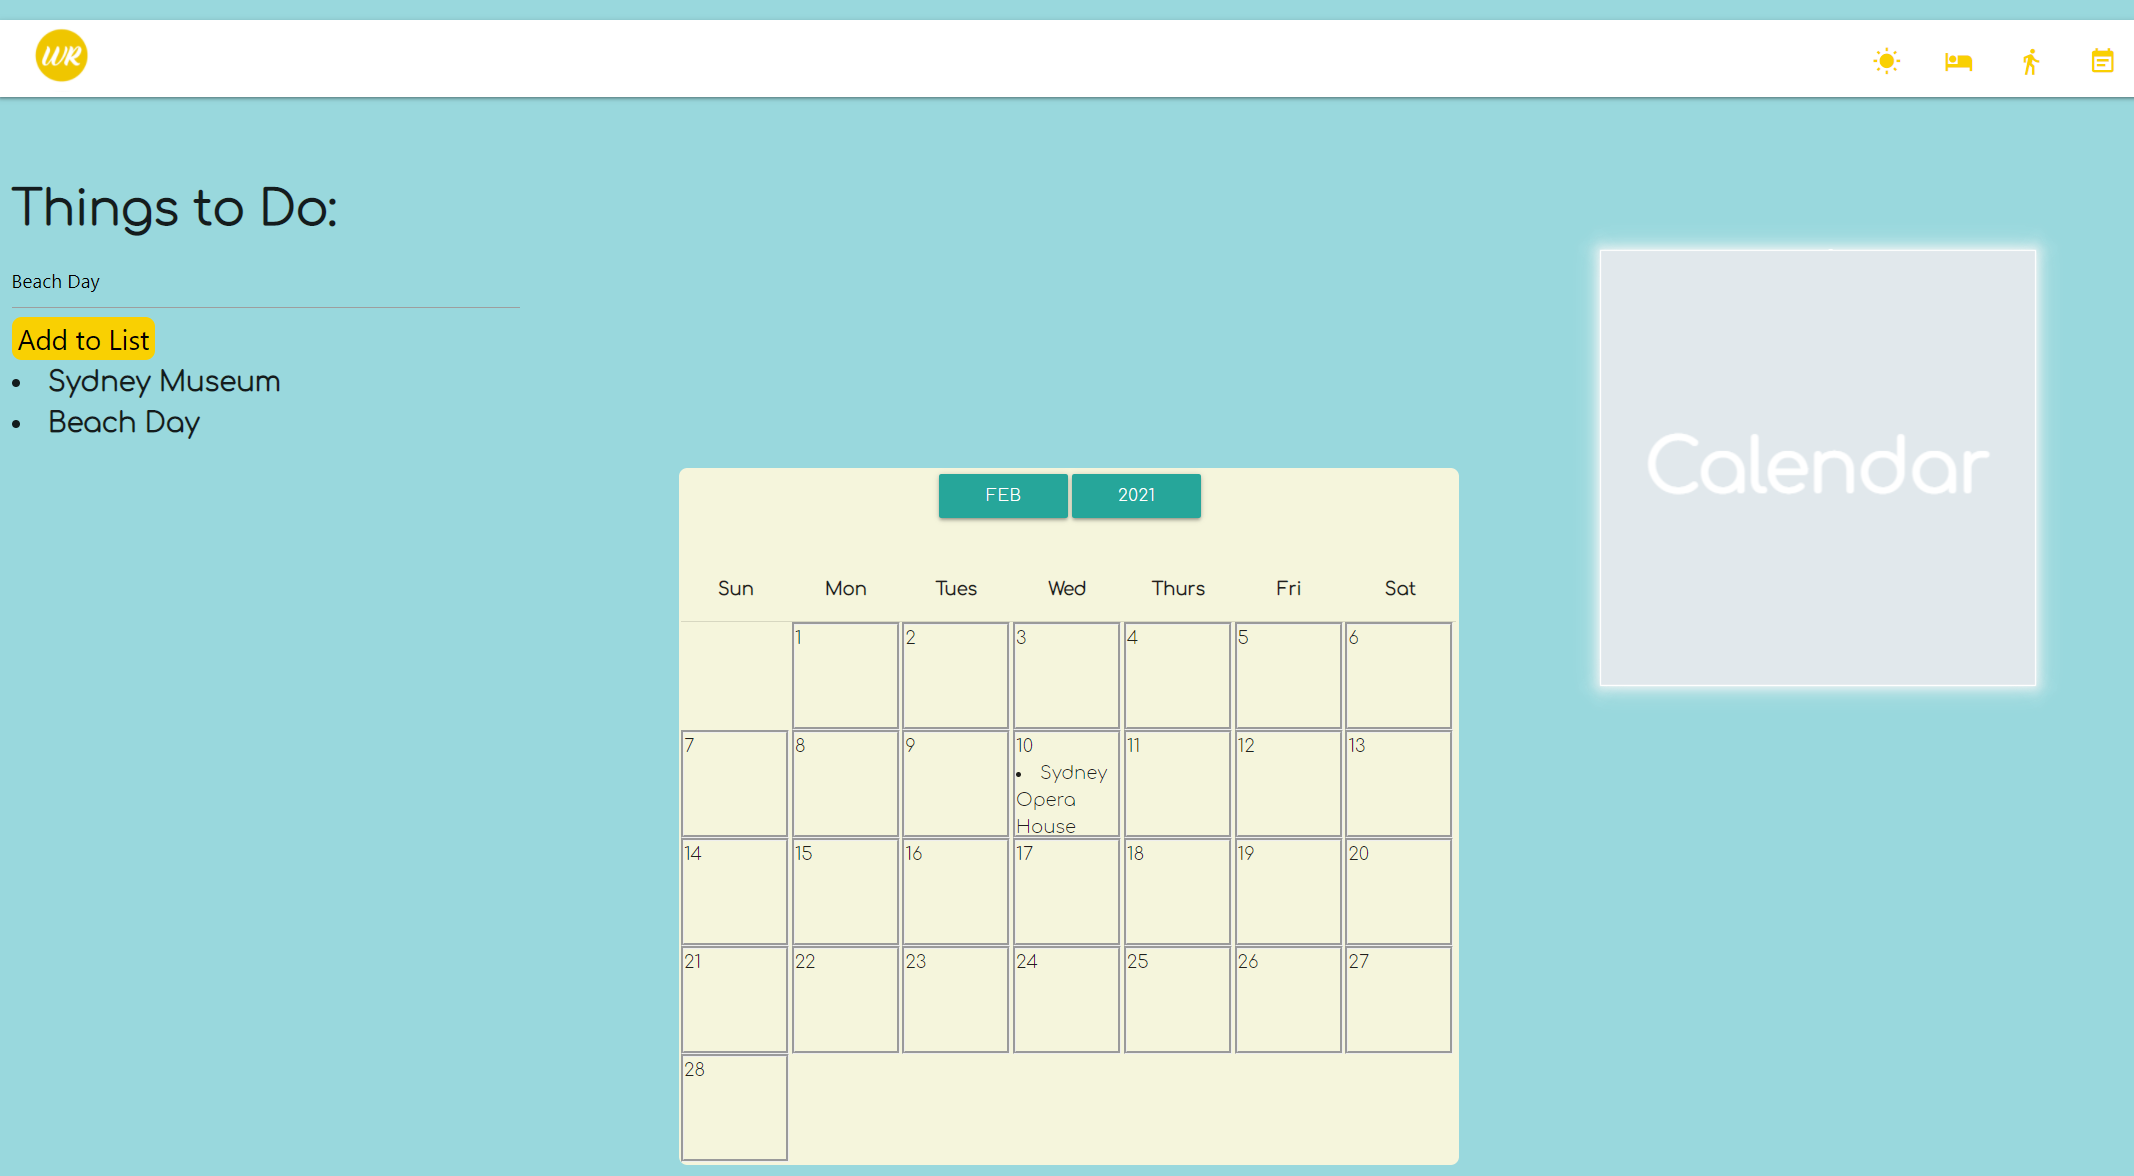 WR
Things to Do:
Beach Day
Add to List
• Sydney Museum
• Beach Day
Calendar
FEB 2021
Sun Mon Tues Wed Thurs Fri Sat
1 2 3 4 5 6
7 8 9 10 11 12 13
• Sydney
Opera
House
14 15 16 17 18 19 20
21 22 23 24 25 26 27
28